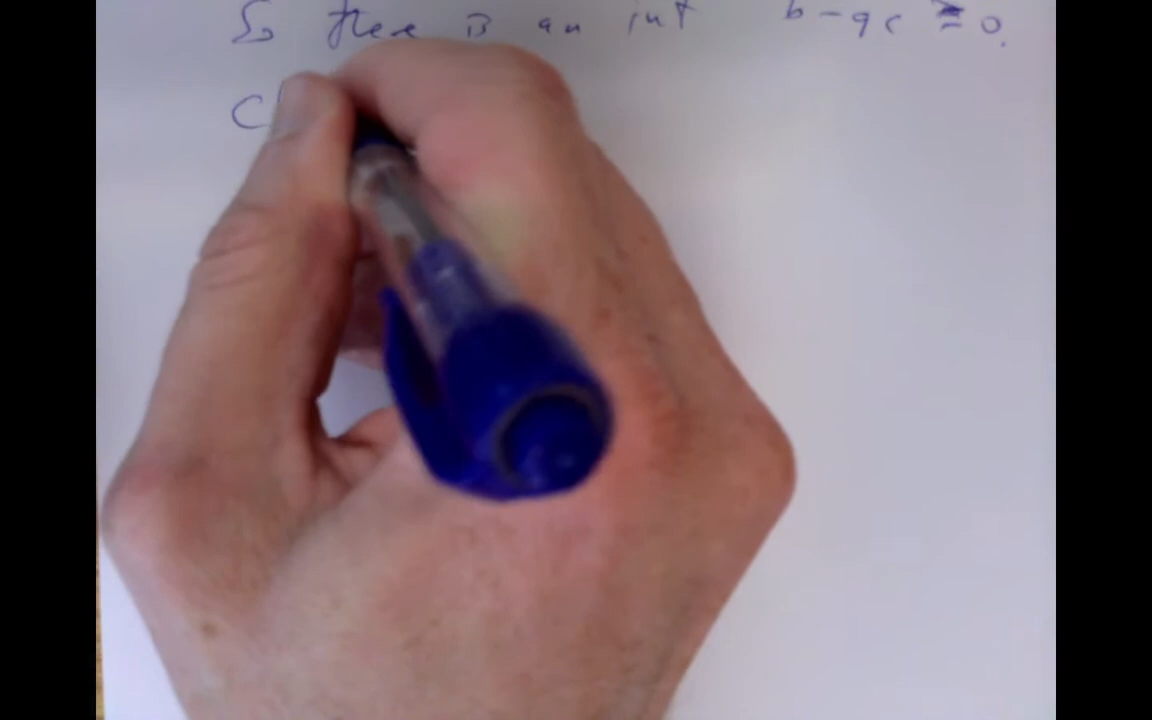 So there is an int b - qc ≥ 0.
C